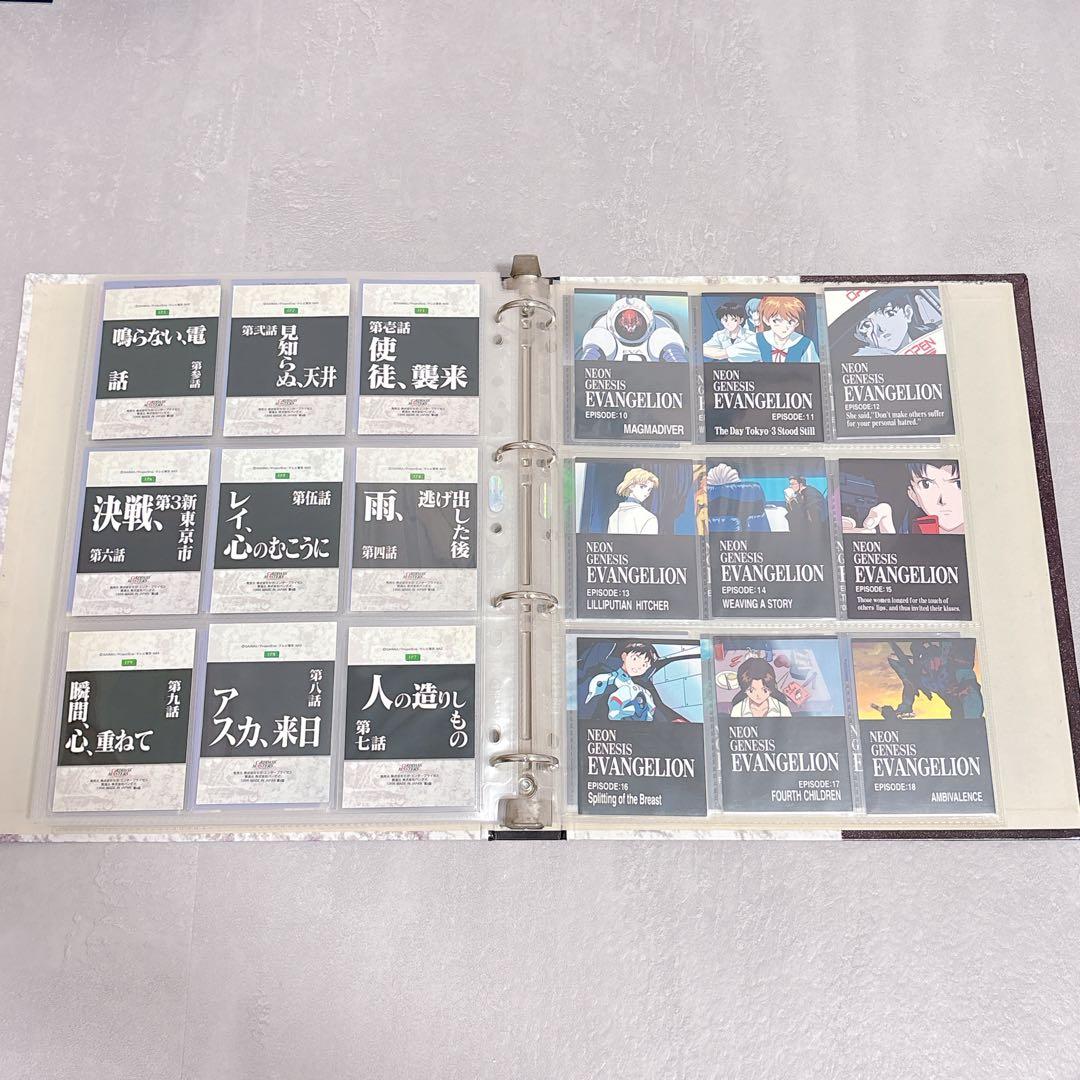 鳴らない、電
話
第参話
第弐話
見知らぬ、天井
第壱話
使
徒、襲来
決戦、第3新東京市
第六話
レイ、
心のむこうに
第伍話
雨、
逃げ出した後
第四話
瞬間、
心、重ねて
第九話
ア
スカ、来日
第八話
人の造りしもの
第七話
NEON
GENESIS
EVANGELION
EPISODE:10
MAGMADIVER
NEON
GENESIS
EVANGELION
EPISODE:11
The Day Tokyo-3 Stood Still
NEON
GENESIS
EVANGELION
EPISODE:12
She said, "Don't make others suffer
for your personal hatred."
NEON
GENESIS
EVANGELION
EPISODE:13
LILLIPUTIAN HITCHER
NEON
GENESIS
EVANGELION
EPISODE:14
WEAVING A STORY
NEON
GENESIS
EVANGELION
EPISODE:15
Those women longed for the touch of
others' lips, and thus invited their kisses.
NEON
GENESIS
EVANGELION
EPISODE:16
Splitting of the Breast
NEON
GENESIS
EVANGELION
EPISODE:17
FOURTH CHILDREN
NEON
GENESIS
EVANGELION
EPISODE:18
AMBIVALENCE